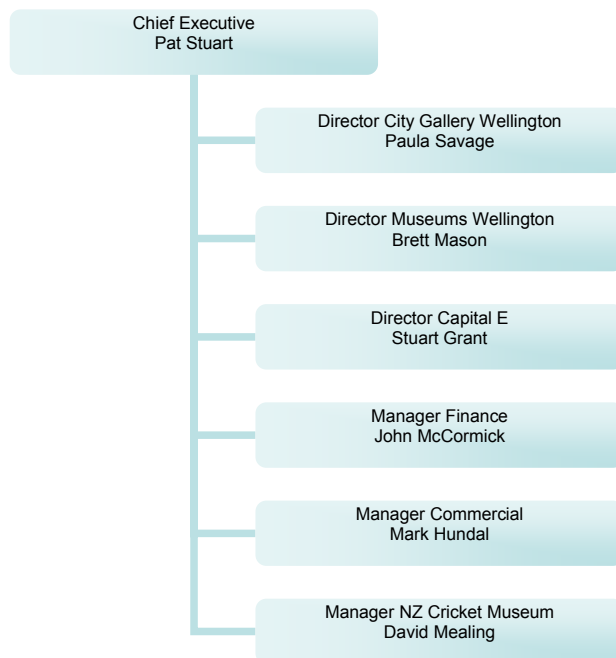 Chief Executive
Pat Stuart
Director City Gallery Wellington
Paula Savage
Director Museums Wellington
Brett Mason
Director Capital E
Stuart Grant
Manager Finance
John McCormick
Manager Commercial
Mark Hundal
Manager NZ Cricket Museum
David Mealing